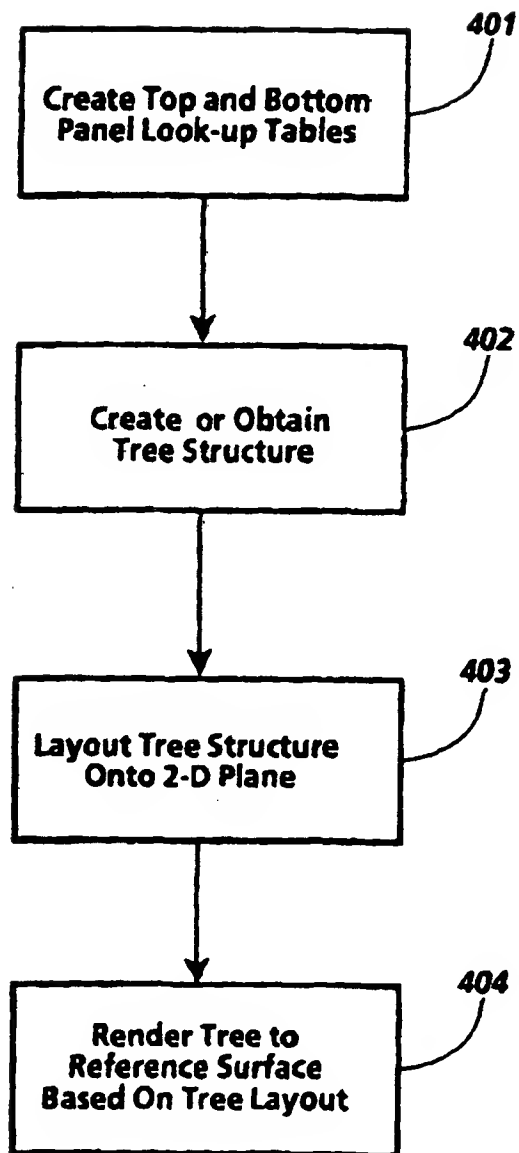 401
Create Top and Bottom
Panel Look-up Tables
402
Create or Obtain
Tree Structure
403
Layout Tree Structure
Onto 2-D Plane
404
Render Tree to
Reference Surface
Based On Tree Layout